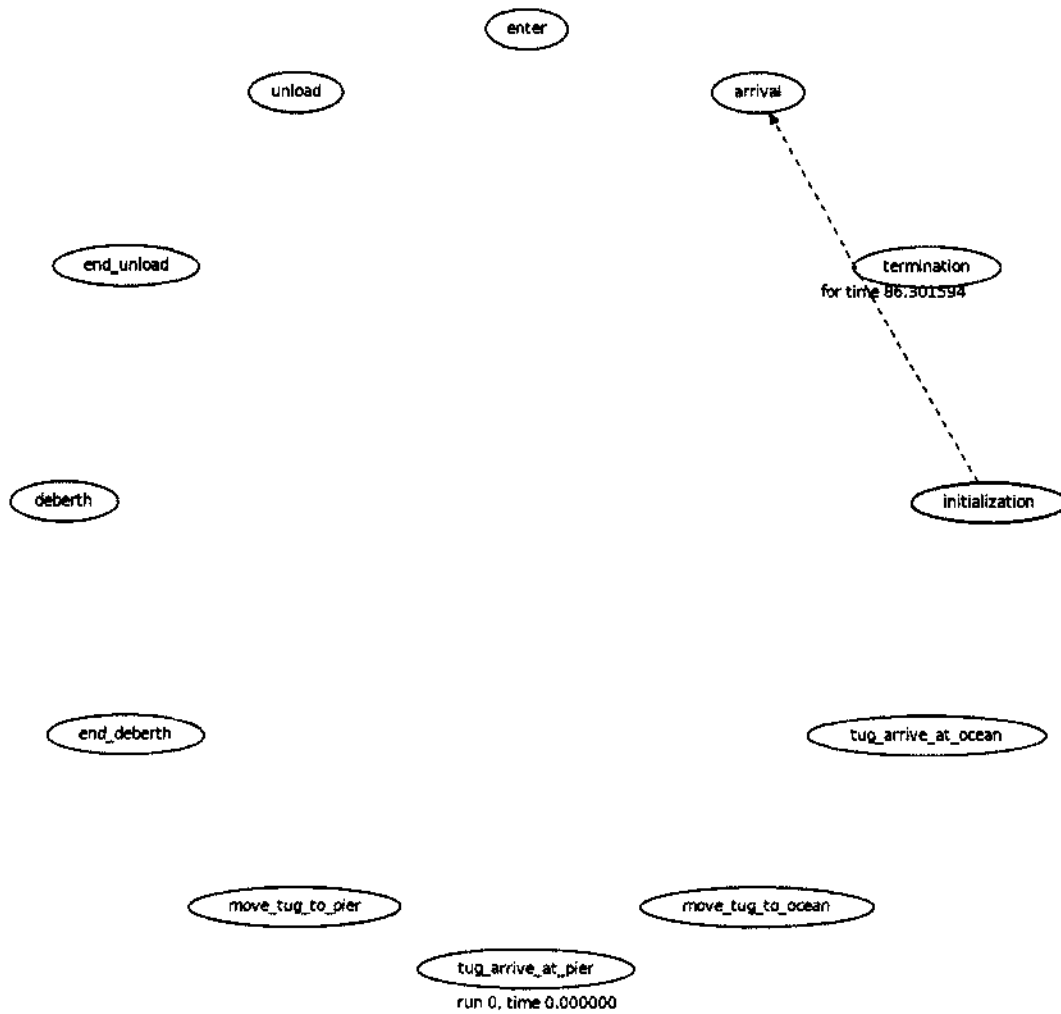 enter
unload
arrival
end_unload
termination
for time 86.301594
deberth
initialization
end_deberth
tug_arrive_at_ocean
move_tug_to_pier
move_tug_to_ocean
tug_arrive_at_pier
run 0, time 0.000000